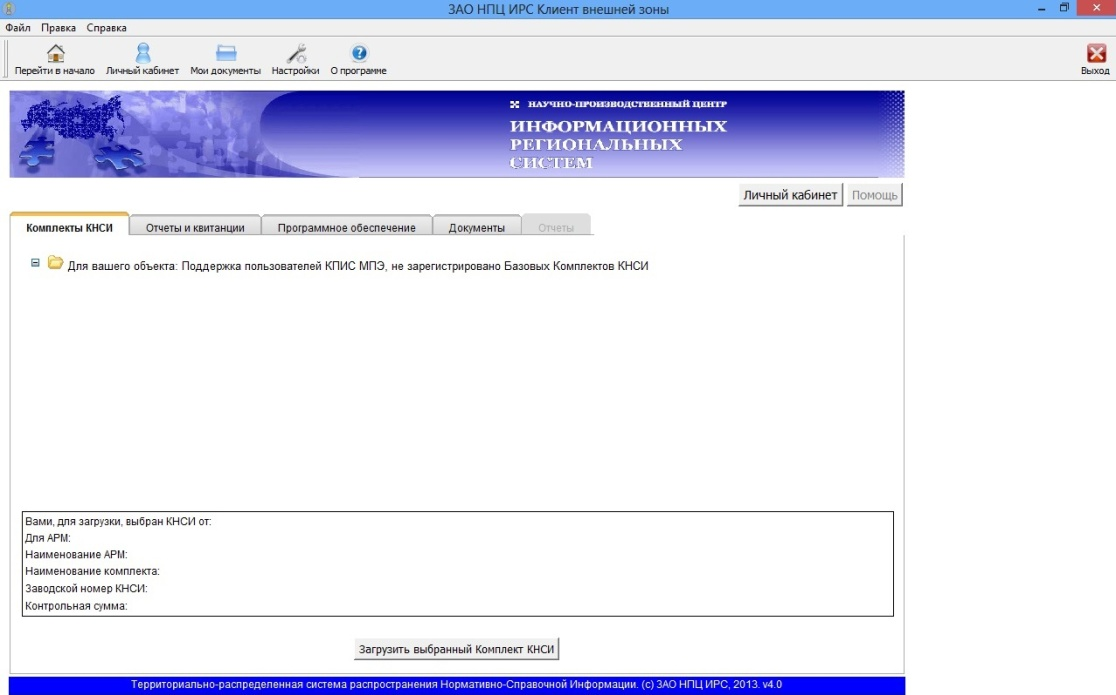 ЗАО НПЦ ИРС Клиент внешней зоны
Файл Правка Справка
Перейти в начало Личный кабинет Мои документы Настройки О программе Выход
НАУЧНО-ПРОИЗВОДСТВЕННЫЙ ЦЕНТР
ИНФОРМАЦИОННЫХ
РЕГИОНАЛЬНЫХ
СИСТЕМ
Личный кабинет Помощь
Комплекты КНСИ Отчеты и квитанции Программное обеспечение Документы Отчеты
Для вашего объекта: Поддержка пользователей КПИС МПЭ, не зарегистрировано Базовых Комплектов КНСИ
Вами, для загрузки, выбран КНСИ от:
Для АРМ:
Наименование АРМ:
Наименование комплекта:
Заводской номер КНСИ:
Контрольная сумма:
Загрузить выбранный Комплект КНСИ
Территориально-распределенная система распространения Нормативно-Справочной Информации. (с) ЗАО НПЦ ИРС, 2013. v4.0